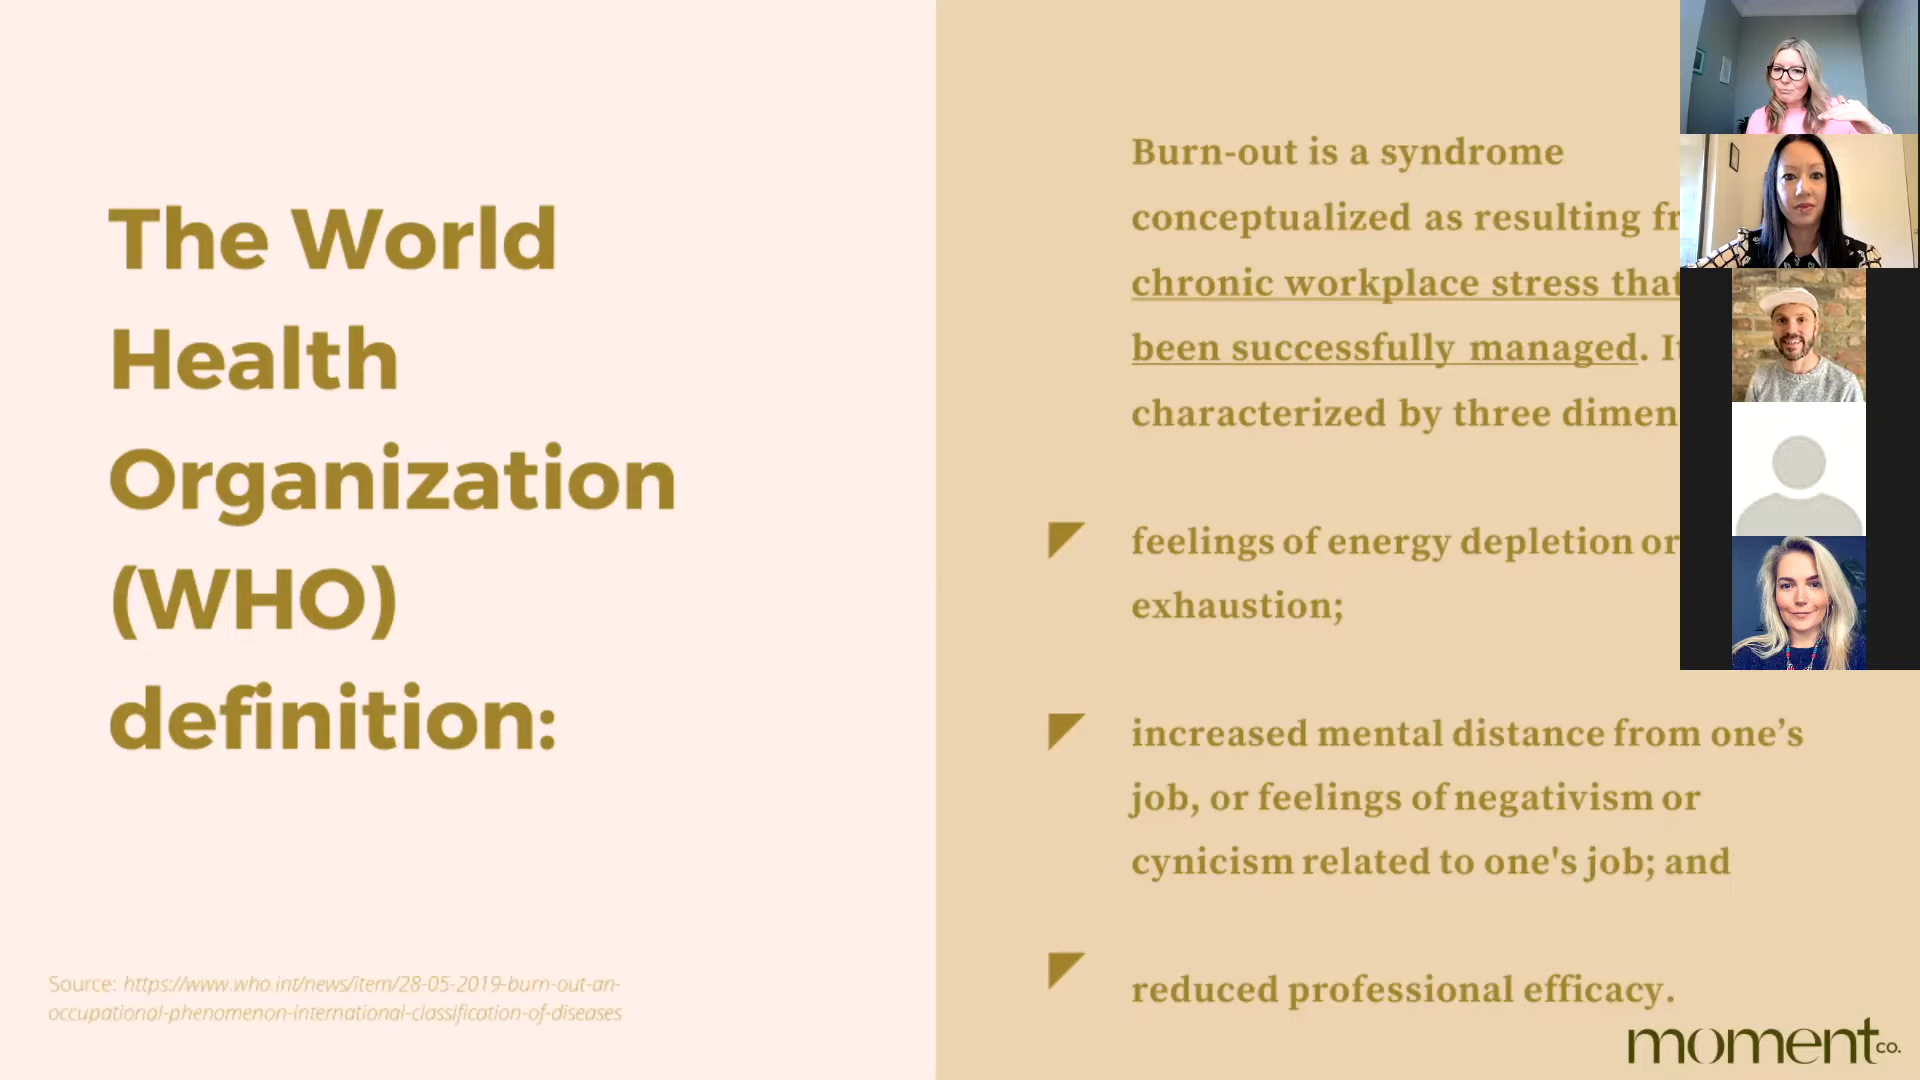 The World
Health
Organization
(WHO)
definition:
Source: https://www.who.int/news/item/28-05-2019-burn-out-an-
occupational-phenomenon-international-classification-of-diseases
Burn-out is a syndrome
conceptualized as resulting
chronic workplace stress that
been successfully managed.
characterized by three
feelings of energy depletion or
exhaustion;
increased mental distance from one’s
job, or feelings of negativism or
cynicism related to one's job; and
reduced professional efficacy.
moment co.